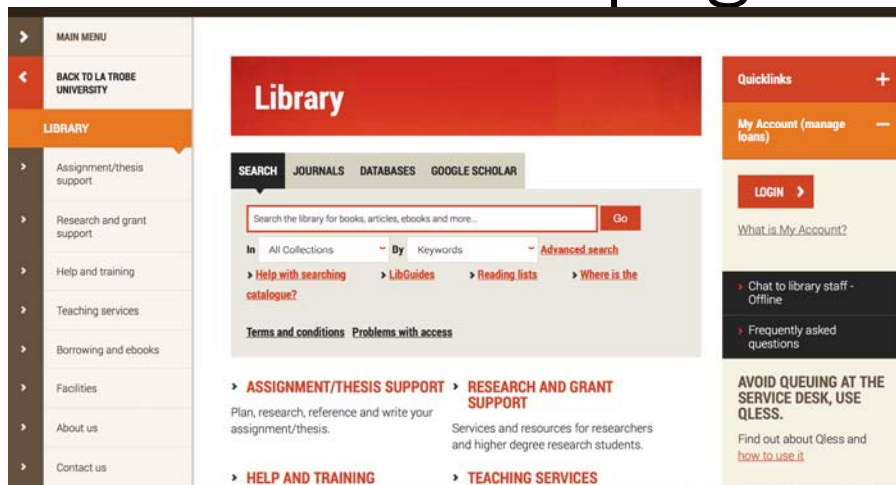 MAIN MENU
BACK TO LA TROBE
UNIVERSITY
LIBRARY
Assignment/thesis
support
Research and grant
support
Help and training
Teaching services
Borrowing and ebooks
Facilities
About us
Contact us
Library
SEARCH JOURNALS DATABASES GOOGLE SCHOLAR
Search the library for books, articles, ebooks and more...
Go
In All Collections By Keywords Advanced search
Help with searching LibGuides Reading lists Where is the
catalogue?
Terms and conditions Problems with access
ASSIGNMENT/THESIS SUPPORT
Plan, research, reference and write your
assignment/thesis.
RESEARCH AND GRANT
SUPPORT
Services and resources for researchers
and higher degree research students.
HELP AND TRAINING
TEACHING SERVICES
Quicklinks +
My Account (manage
loans) −
LOGIN
What is My Account?
Chat to library staff -
Offline
Frequently asked
questions
AVOID QUEUING AT THE
SERVICE DESK, USE
QLESS.
Find out about Qless and
how to use it